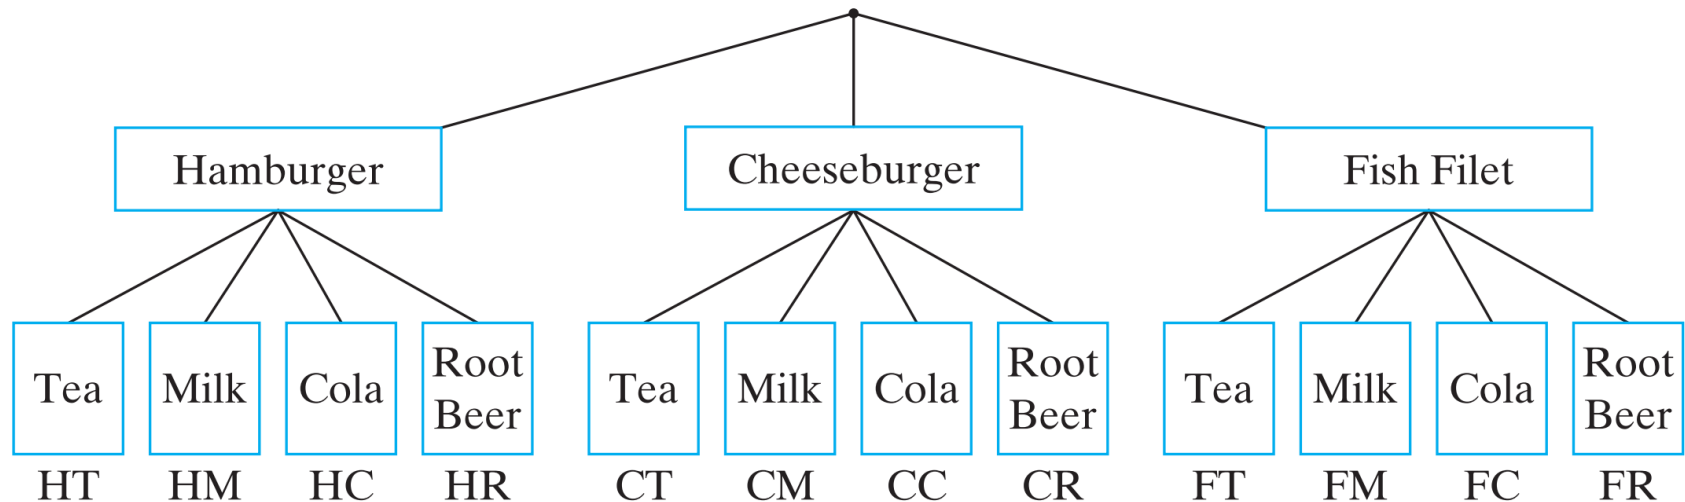 Hamburger Cheeseburger Fish Filet
Tea Milk Cola Root Beer Tea Milk Cola Root Beer Tea Milk Cola Root Beer
HT HM HC HR CT CM CC CR FT FM FC FR